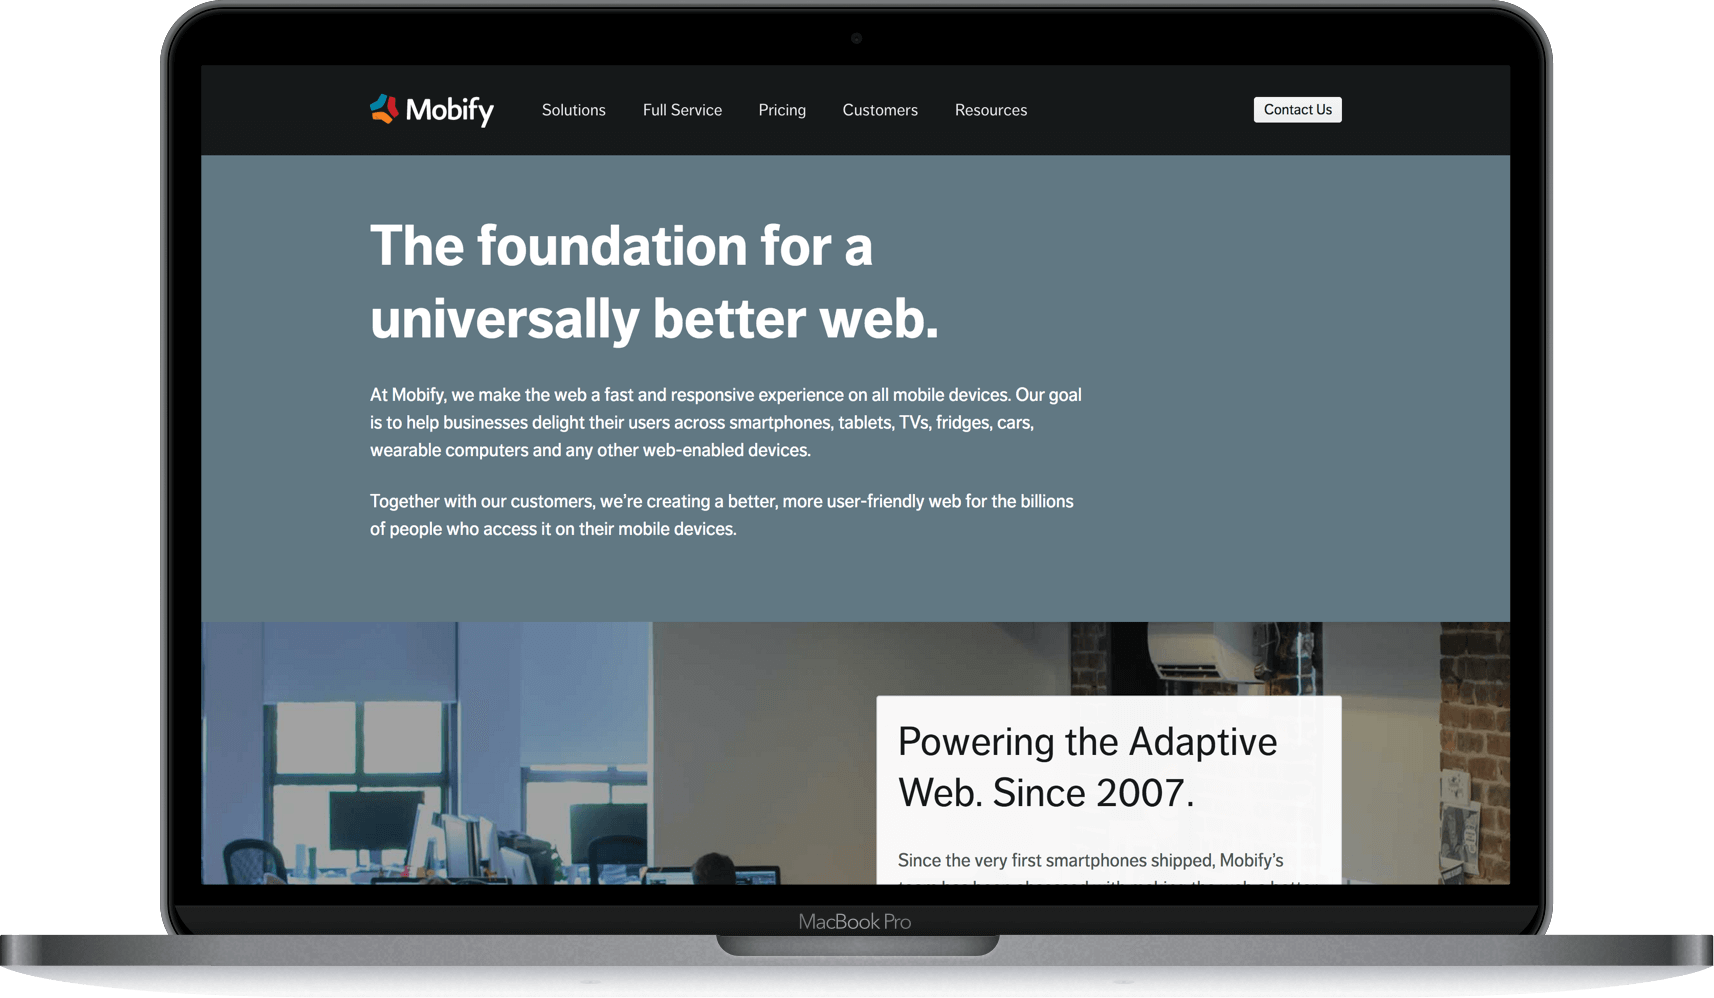 Mobify
Solutions
Full Service
Pricing
Customers
Resources
Contact Us
The foundation for a
universally better web.
At Mobify, we make the web a fast and responsive experience on all mobile devices. Our goal
is to help businesses delight their users across smartphones, tablets, TVs, fridges, cars,
wearable computers and any other web-enabled devices.
Together with our customers, we’re creating a better, more user-friendly web for the billions
of people who access it on their mobile devices.
Powering the Adaptive
Web. Since 2007.
Since the very first smartphones shipped, Mobify’s
MacBook Pro